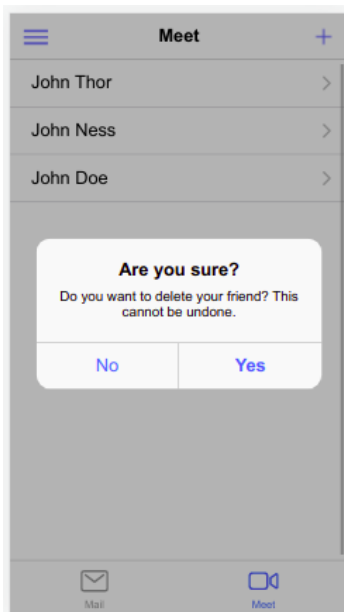 Meet
John Thor
John Ness
John Doe
Are you sure?
Do you want to delete your friend? This
cannot be undone.
No Yes
Mail Meet